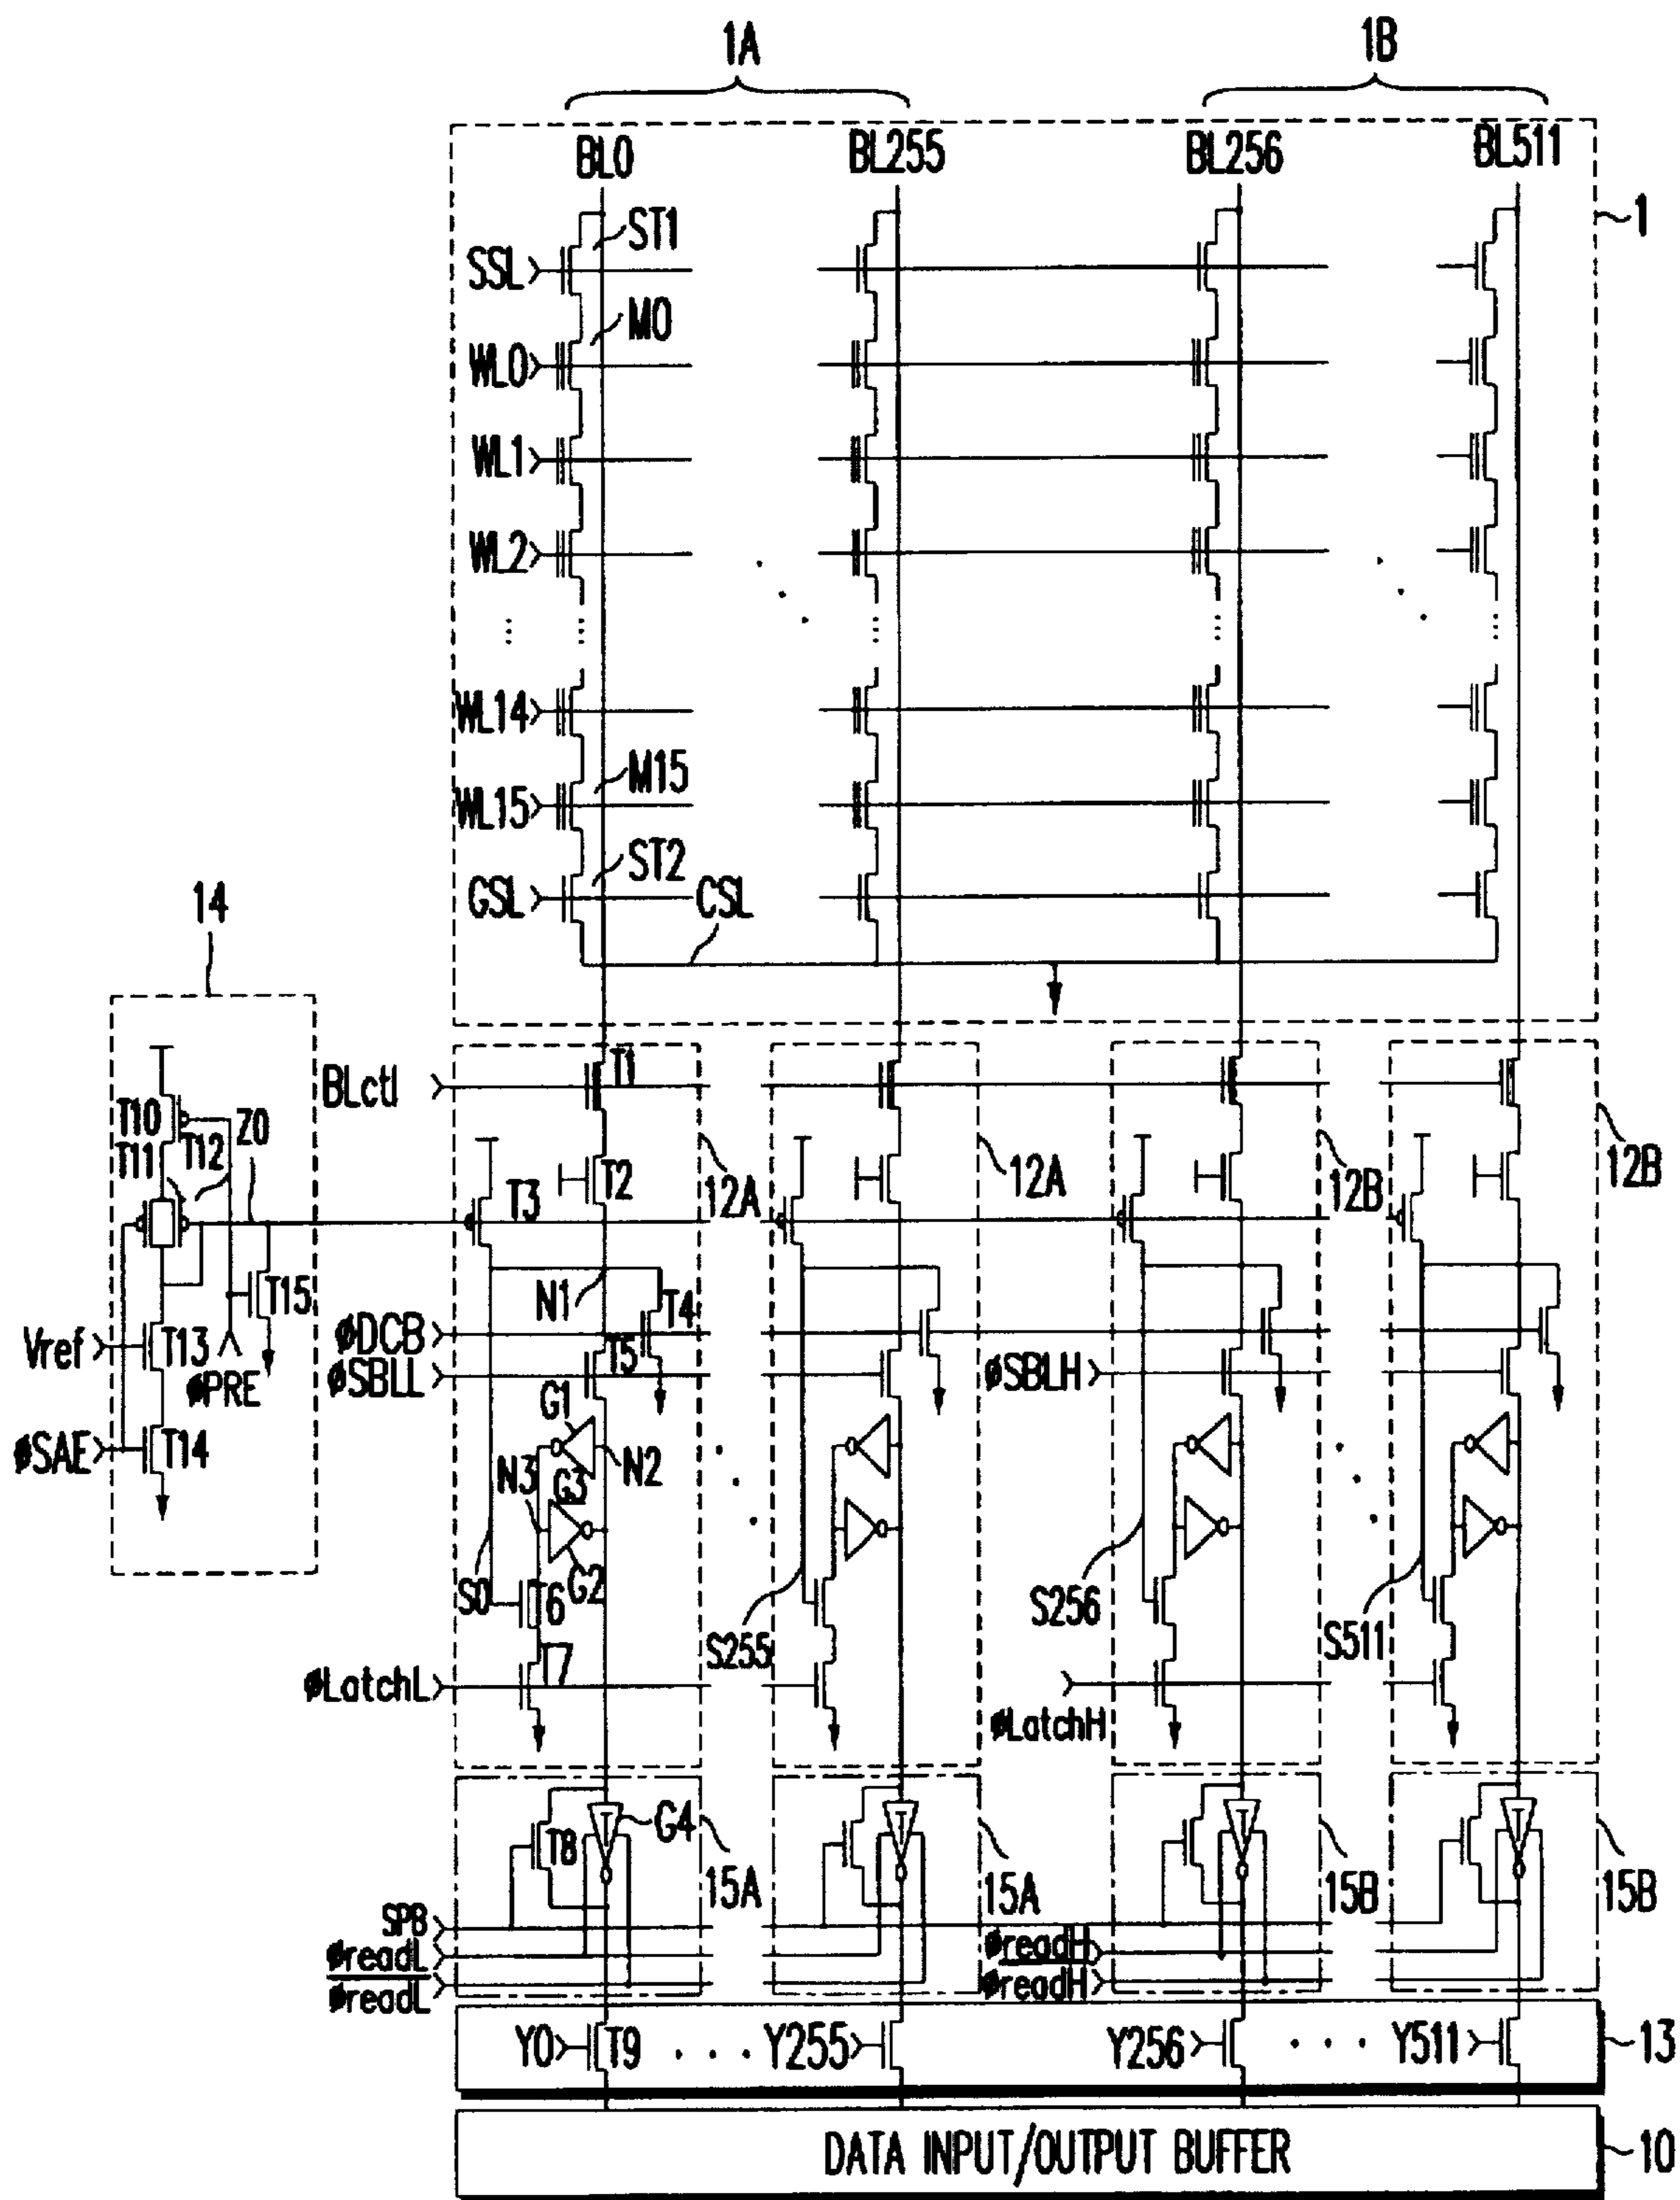 1A 1B
BL0 BL255 BL256 BL511
ST1
1
SSL
M0
WL0
WL1
WL2
WL14
M15
WL15
ST2
GSL CSL
14
BLctl T1
T10 Z0
T11 T12
12A 12A 12B 12B
T2
T3
T15 N1 T4
Vref T13 øDCB
øPRE øSBLL T5 øSBLH
G1
øSAE T14 N3 N2
G3
S0 G2
T6 S255 S256 S511
T7
øLatchL
øLatchH
T8 G4
15A 15A 15B 15B
SPB
øreadL øreadH
øreadL øreadH
Y0 T9 Y255 Y256 Y511 13
DATA INPUT/OUTPUT BUFFER 10